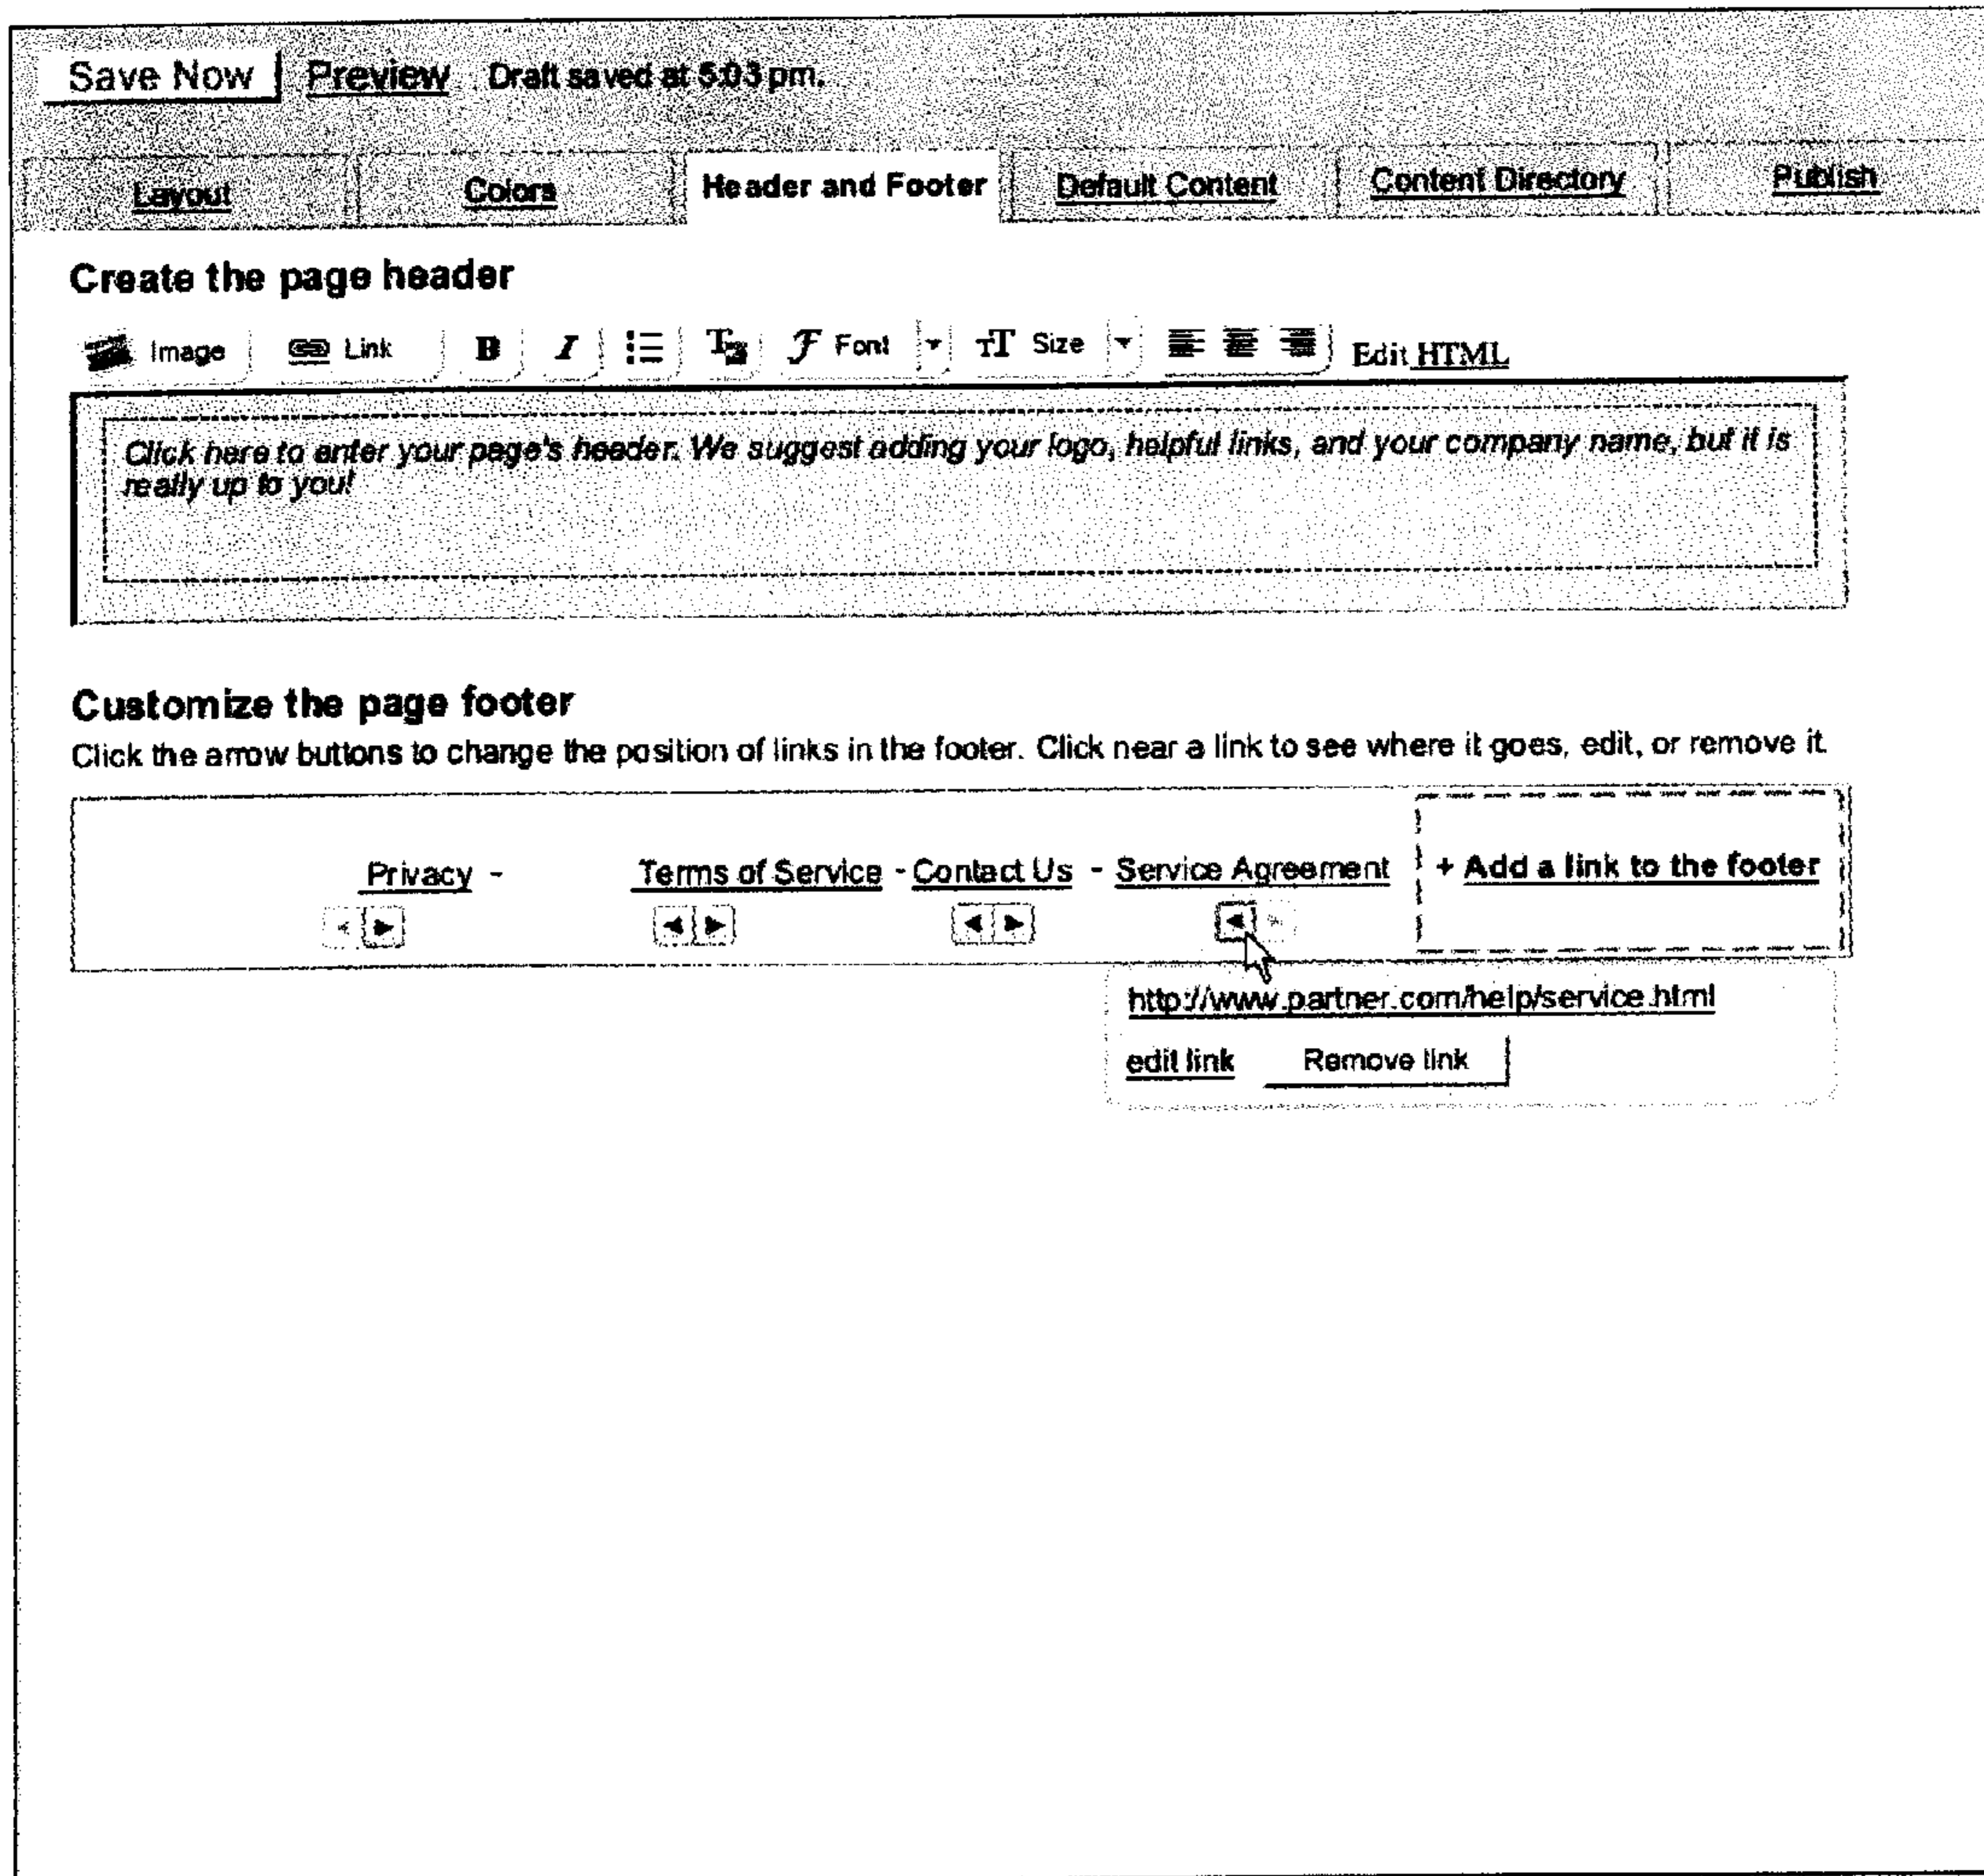 Save Now Preview Draft saved at 5:03 pm.
Layout Colors Header and Footer Default Content Content Directory Publish
Create the page header
Image Link B I Font Size Edit HTML
Click here to enter your page's header. We suggest adding your logo, helpful links, and your company name, but it is
really up to you!
Customize the page footer
Click the arrow buttons to change the position of links in the footer. Click near a link to see where it goes, edit, or remove it.
Privacy - Terms of Service - Contact Us - Service Agreement + Add a link to the footer
http://www.partner.com/help/service.html
edit link Remove link